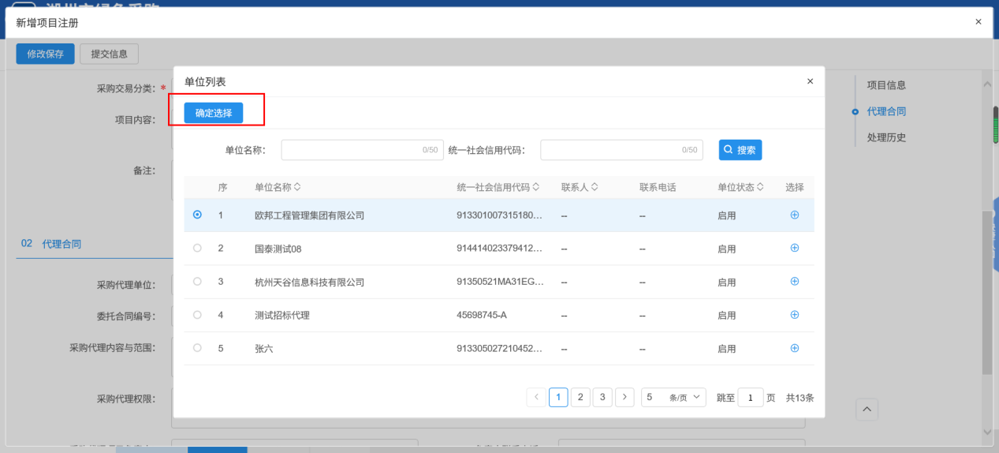 新增项目注册 ×
修改保存 提交信息
采购交易分类: *
项目内容:
备注:
02 代理合同
采购代理单位:
委托合同编号:
采购代理内容与范围:
采购代理权限:
单位列表 ×
确定选择
单位名称: 0/50 统一社会信用代码: 0/50 搜索
序 单位名称 统一社会信用代码 联系人 联系电话 单位状态 选择
1 欧邦工程管理集团有限公司 913301007315180... -- -- 启用
2 国泰测试08 914414023379412... -- -- 启用
3 杭州天谷信息科技有限公司 91350521MA31EG... -- -- 启用
4 测试招标代理 45698745-A -- -- 启用
5 张六 913305027210452... -- -- 启用
< 1 2 3 > 5 条/页 跳至 1 页 共13条
项目信息
代理合同
处理历史